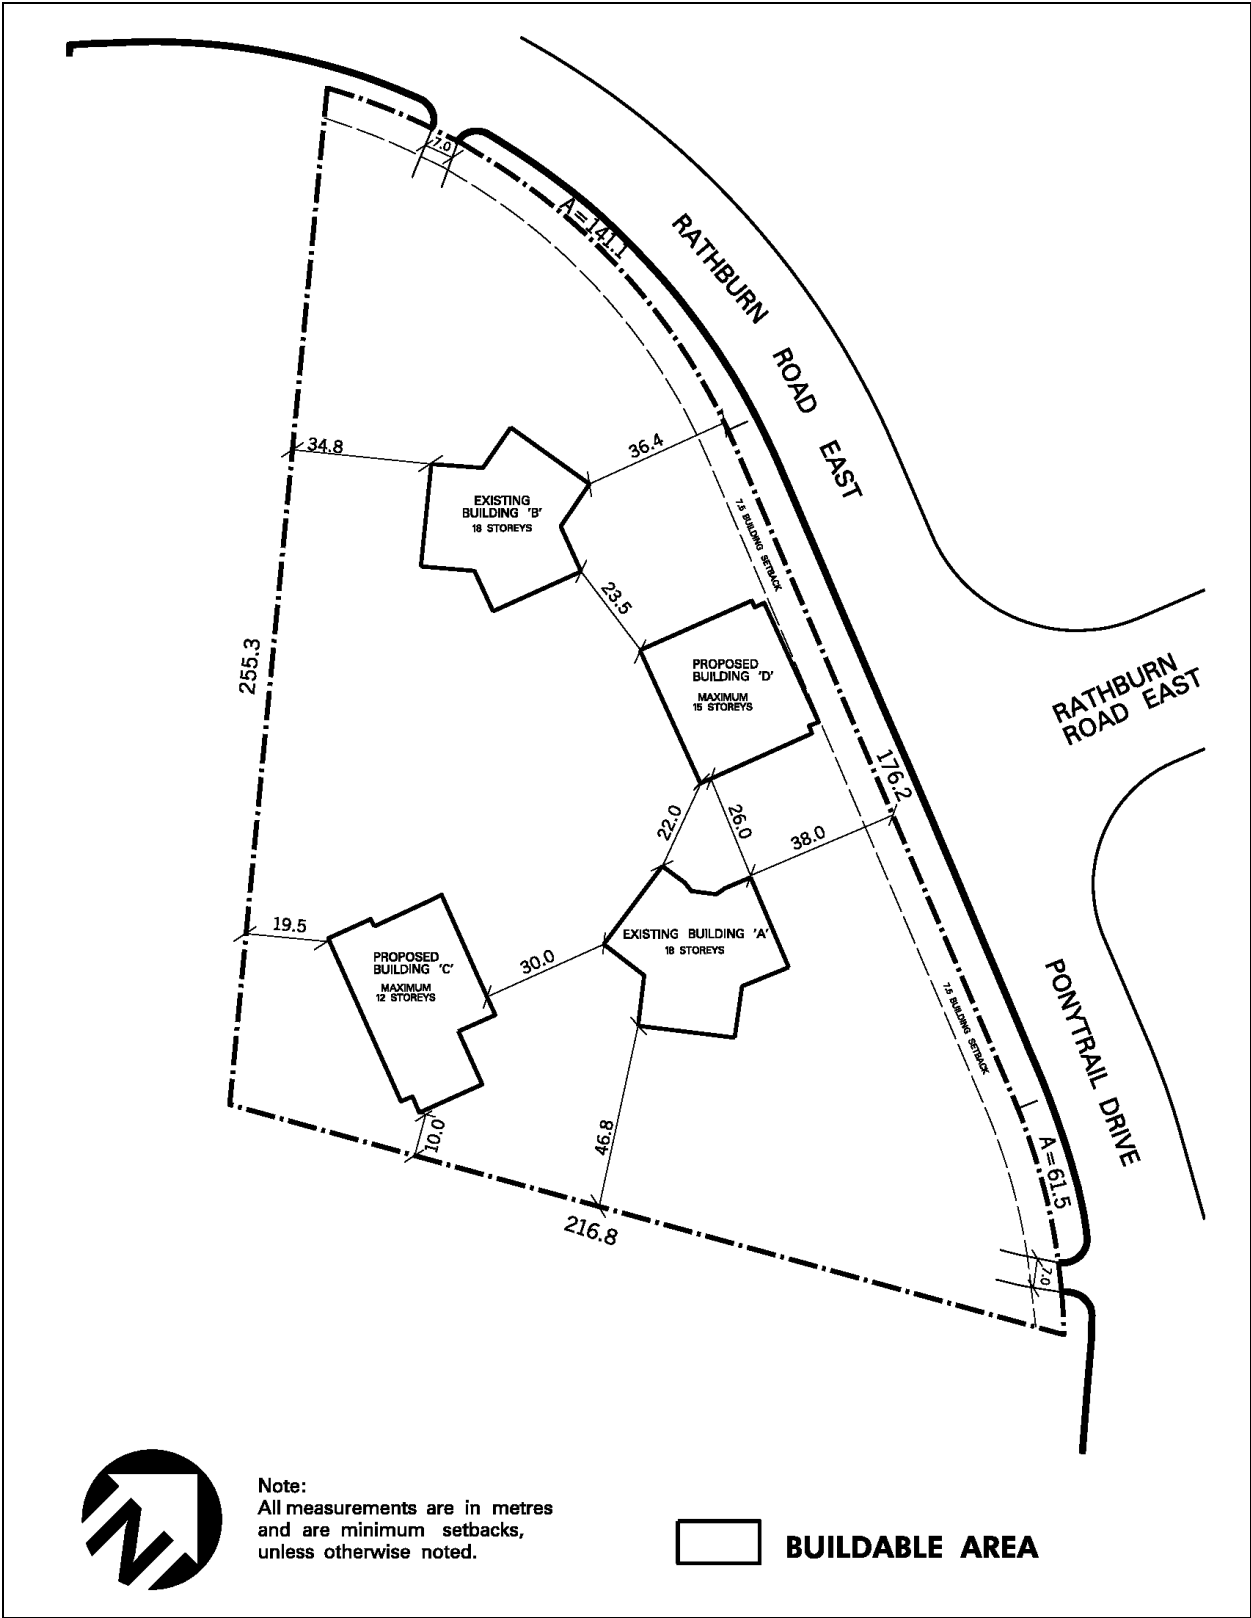 7.0
A=141.1
RATHBURN ROAD EAST
34.8
36.4
EXISTING
BUILDING 'B'
18 STOREYS
7.5 BUILDING SETBACK
23.5
255.3
PROPOSED
BUILDING 'D'
MAXIMUM
15 STOREYS
RATHBURN
ROAD EAST
176.2
22.0
26.0
38.0
19.5
EXISTING BUILDING 'A'
18 STOREYS
PROPOSED
BUILDING 'C'
MAXIMUM
12 STOREYS
30.0
PONYTRAIL DRIVE
7.5 BUILDING SETBACK
10.0
46.8
A=61.5
216.8
7.0
N
Note:
All measurements are in metres
and are minimum setbacks,
unless otherwise noted.
BUILDABLE AREA